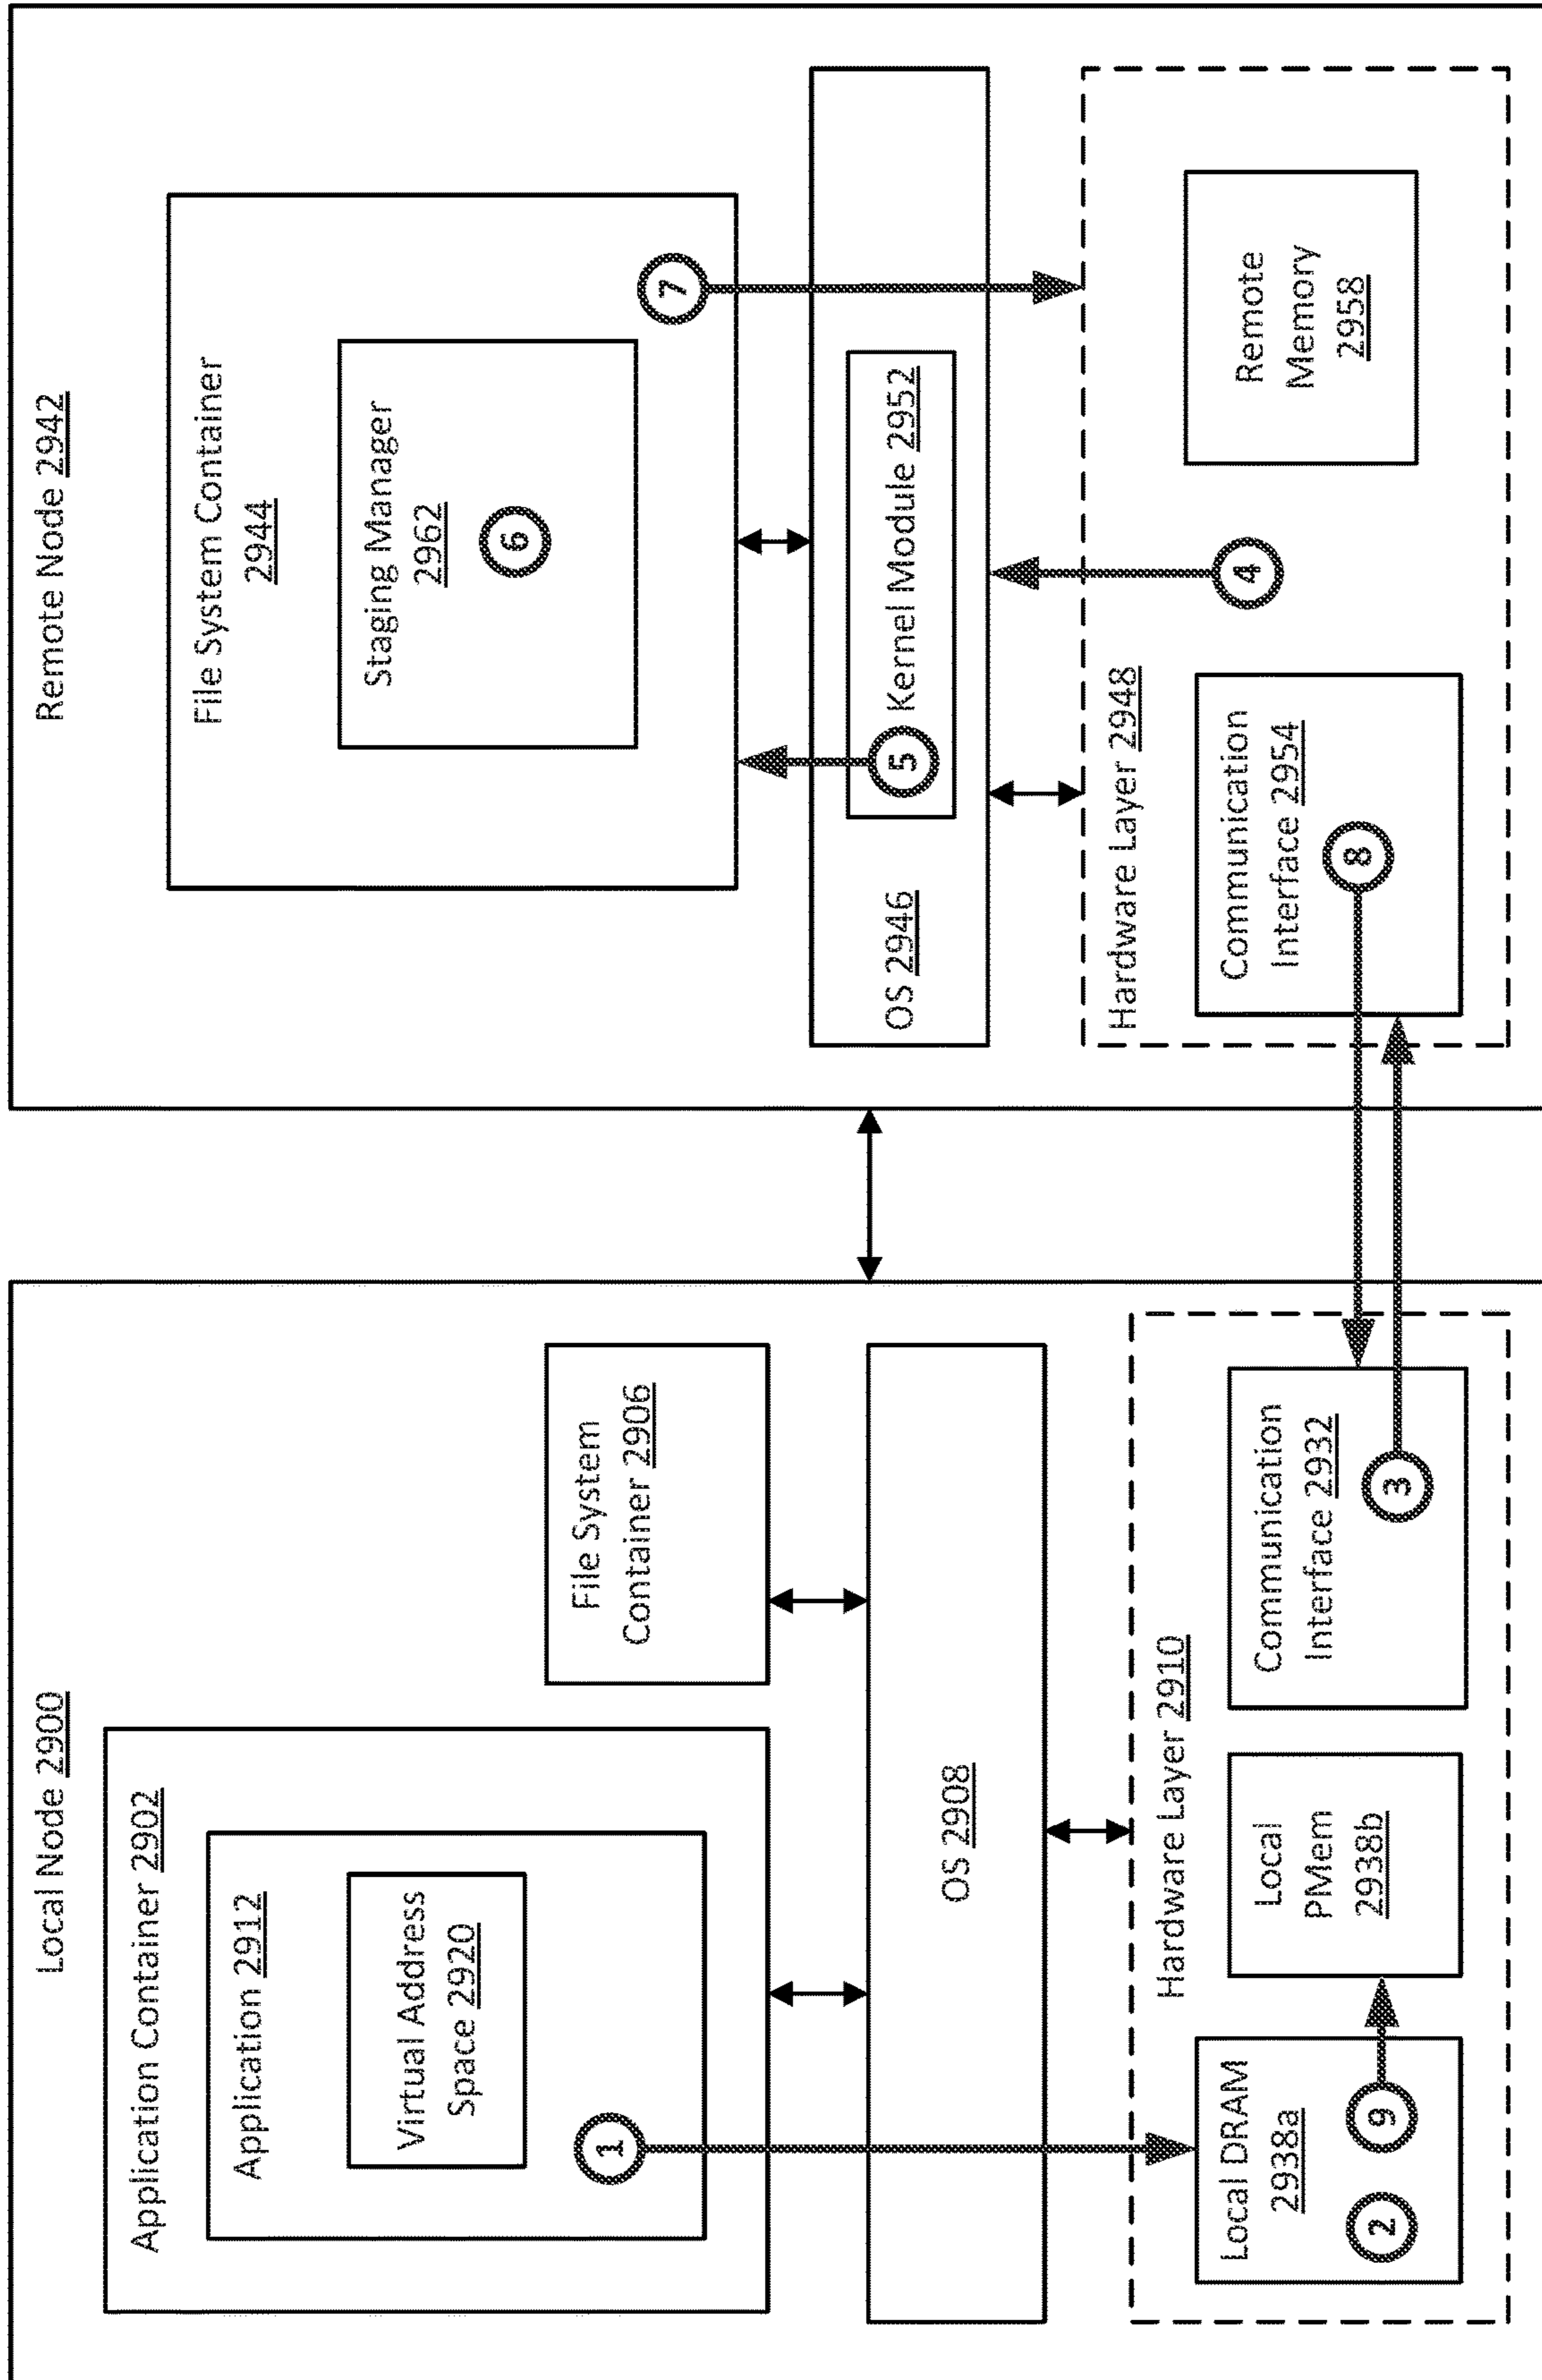 Local Node 2900
Application Container 2902
Application 2912
Virtual Address
Space 2920
1
File System
Container 2906
OS 2908
Hardware Layer 2910
Local DRAM
2938a
2
9
Local
PMem
2938b
Communication
Interface 2932
3
Remote Node 2942
File System Container
2944
Staging Manager
2962
6
7
OS 2946
5
Kernel Module 2952
Hardware Layer 2948
Communication
Interface 2954
8
4
Remote
Memory
2958